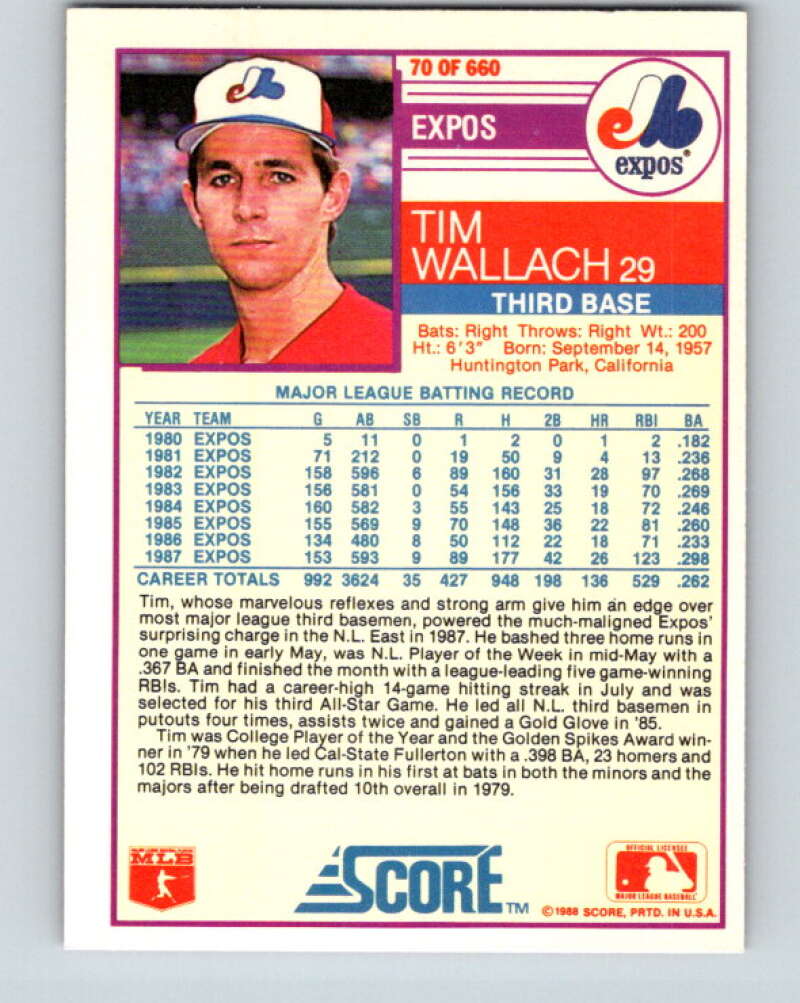 70 OF 660
EXPOS
expos®
TIM
WALLACH 29
THIRD BASE
Bats: Right Throws: Right Wt.: 200
Ht.: 6'3" Born: September 14, 1957
Huntington Park, California
MAJOR LEAGUE BATTING RECORD
YEAR TEAM G AB SB R H 2B HR RBI BA
1980 EXPOS 5 11 0 1 2 0 1 2 .182
1981 EXPOS 71 212 0 19 50 9 4 13 .236
1982 EXPOS 158 596 6 89 160 31 28 97 .268
1983 EXPOS 156 581 0 54 156 33 19 70 .269
1984 EXPOS 160 582 3 55 143 25 18 72 .246
1985 EXPOS 155 569 9 70 148 36 22 81 .260
1986 EXPOS 134 480 8 50 112 22 18 71 .233
1987 EXPOS 153 593 9 89 177 42 26 123 .298
CAREER TOTALS 992 3624 35 427 948 198 136 529 .262
Tim, whose marvelous reflexes and strong arm give him an edge over
most major league third basemen, powered the much-maligned Expos'
surprising charge in the N.L. East in 1987. He bashed three home runs in
one game in early May, was N.L. Player of the Week in mid-May with a
.367 BA and finished the month with a league-leading five game-winning
RBIs. Tim had a career-high 14-game hitting streak in July and was
selected for his third All-Star Game. He led all N.L. third basemen in
putouts four times, assists twice and gained a Gold Glove in '85.
Tim was College Player of the Year and the Golden Spikes Award win-
ner in '79 when he led Cal-State Fullerton with a .398 BA, 23 homers and
102 RBIs. He hit home runs in his first at bats in both the minors and the
majors after being drafted 10th overall in 1979.
MLB
SCORE™
OFFICIAL LICENSEE
MAJOR LEAGUE BASEBALL
©1988 SCORE, PRTD. IN U.S.A.